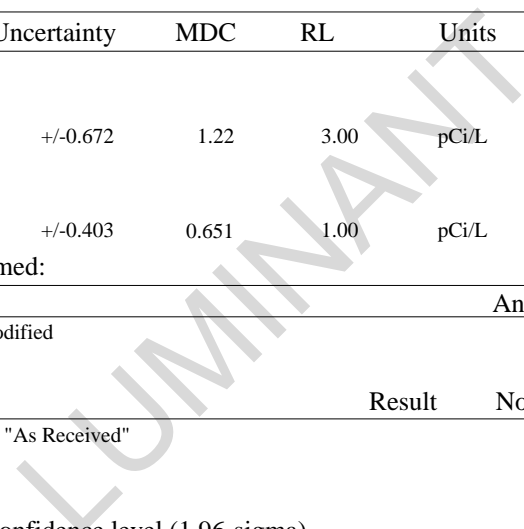 Uncertainty MDC RL Units
+/-0.672 1.22 3.00 pCi/L
+/-0.403 0.651 1.00 pCi/L
med:
An
odified
Result No
"As Received"
onfidence level (1.96-sigma)
LUMINANT